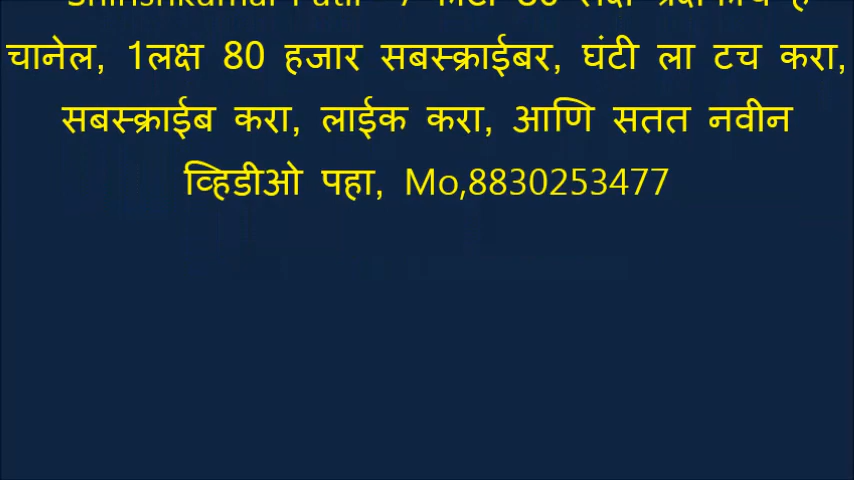 चानेल, 1लक्ष 80 हजार सबस्क्राईबर, घंटी ला टच करा,
सबस्क्राईब करा, लाईक करा, आणि सतत नवीन
व्हिडीओ पहा, Mo,8830253477